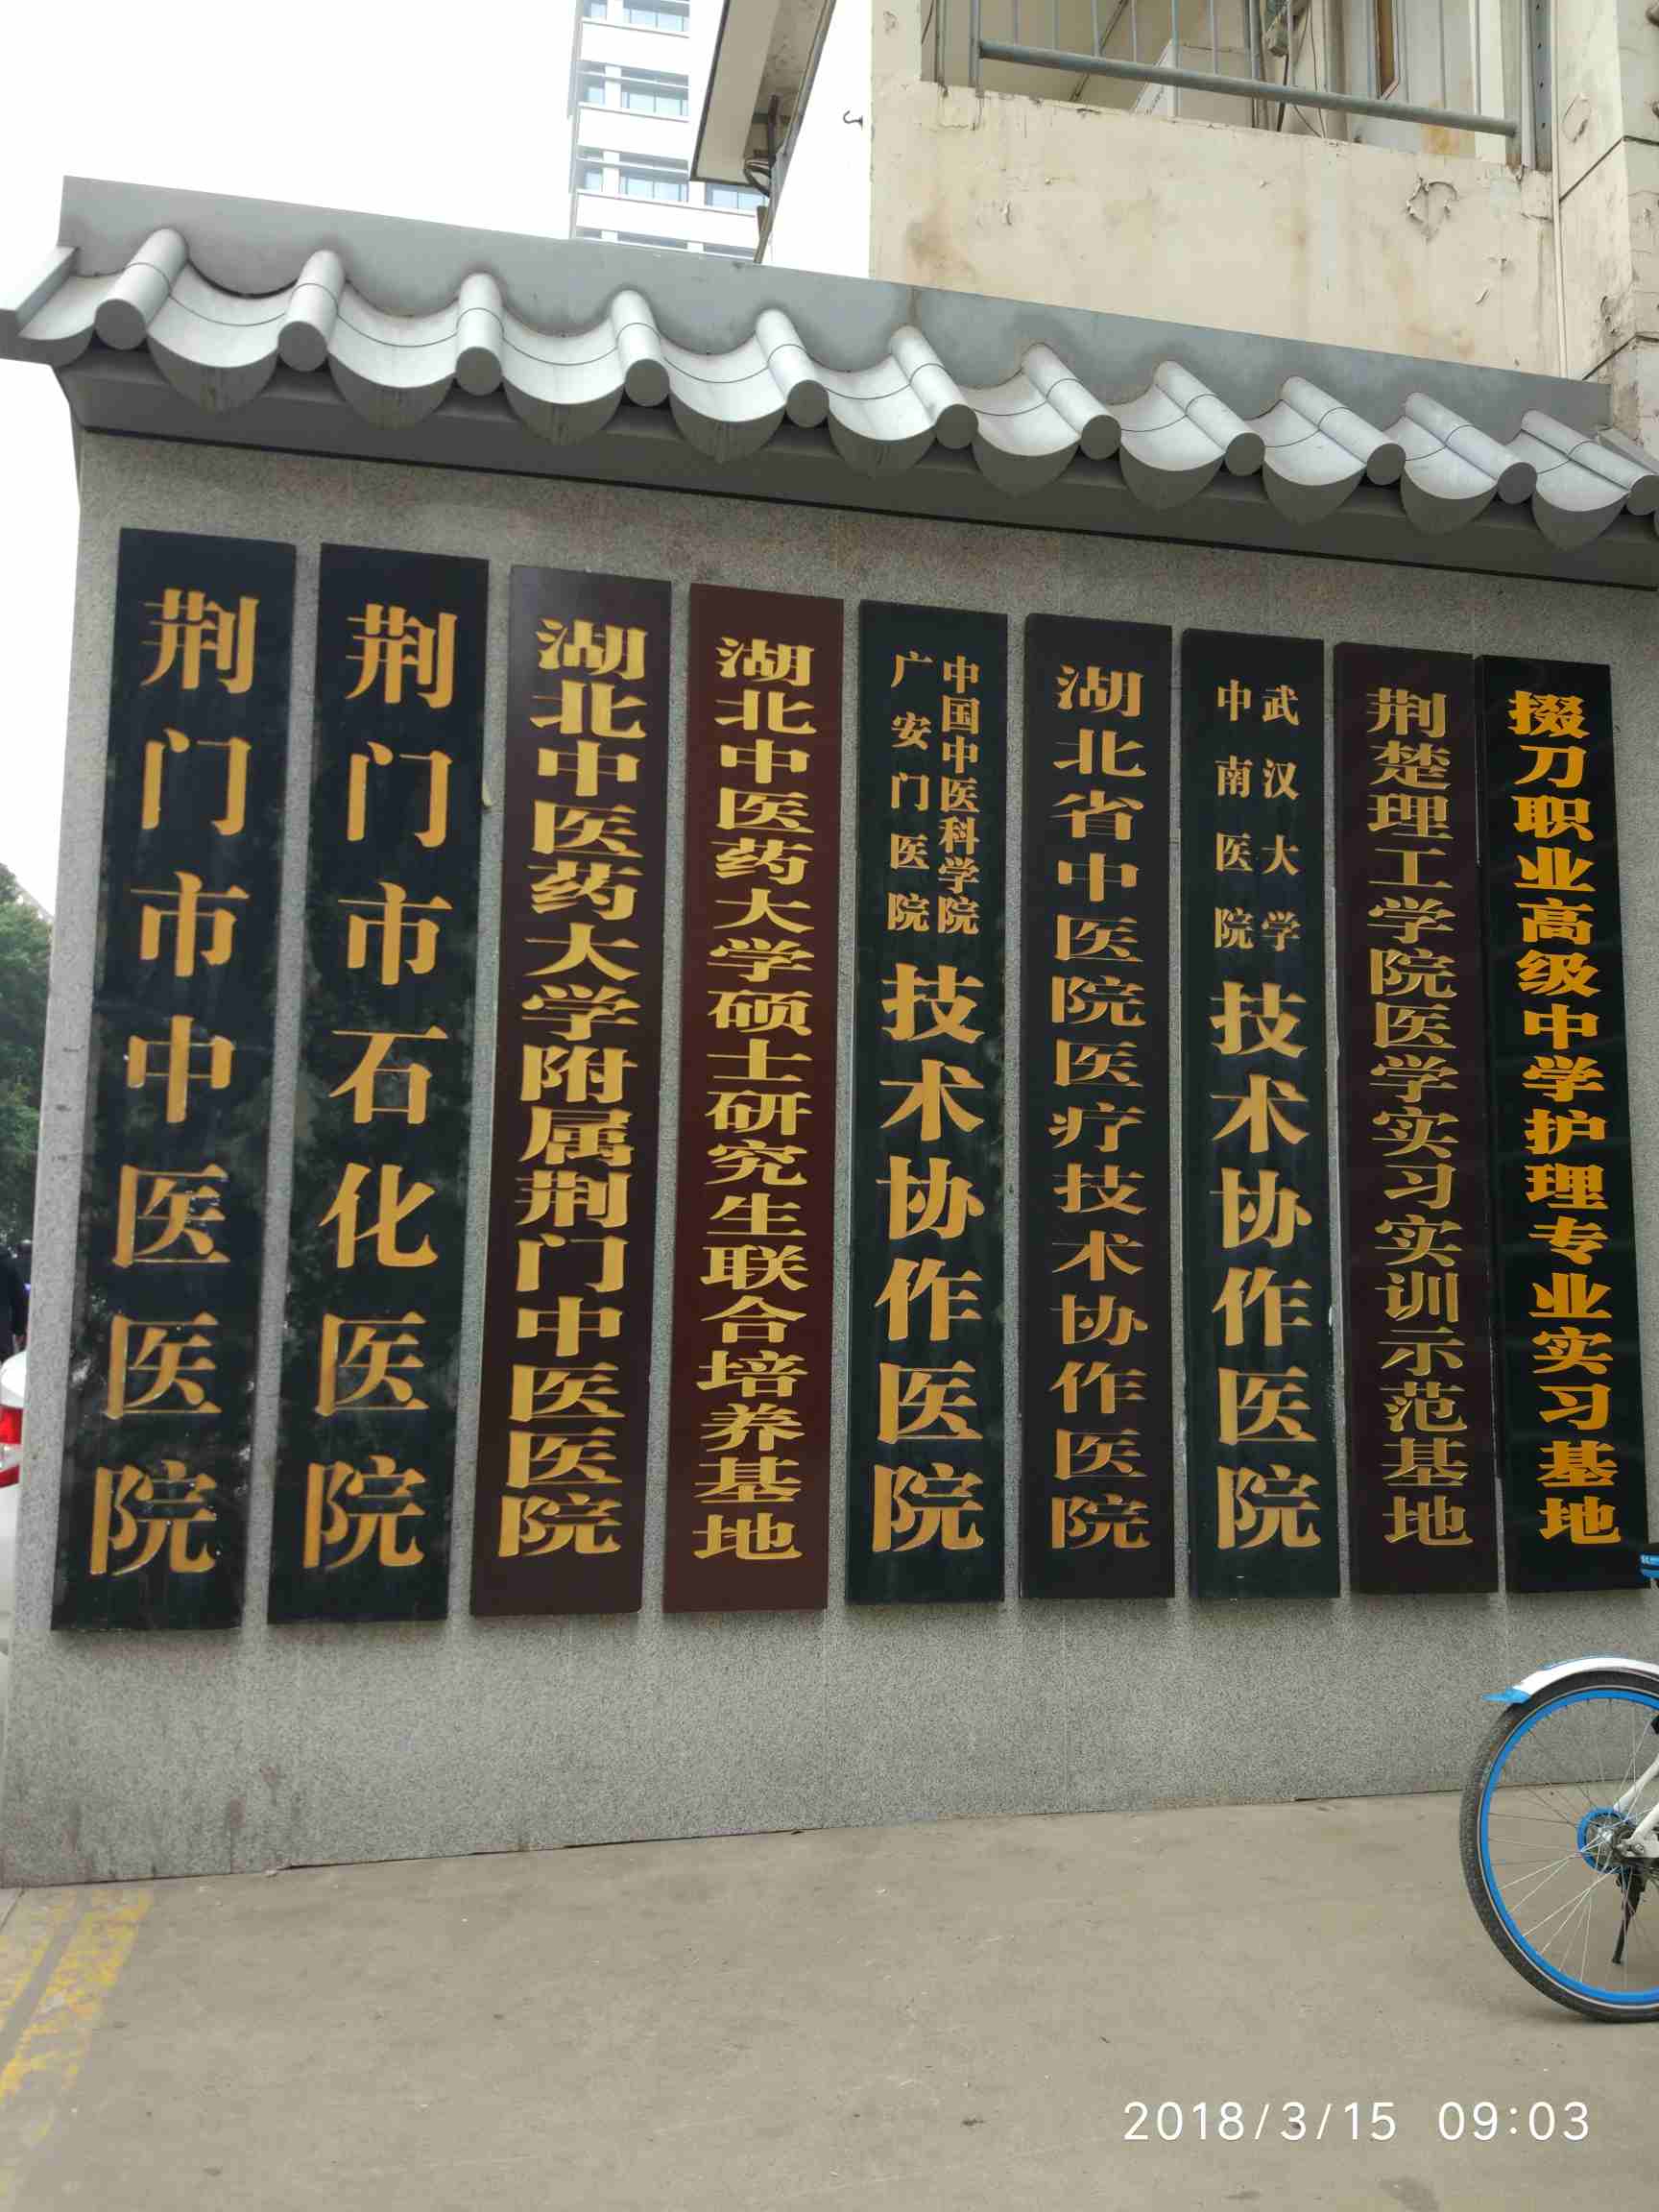 荆门市中医医院
荆门市石化医院
湖北中医药大学附属荆门中医医院
湖北中医药大学硕士研究生联合培养基地
中国中医科学院
广安门医院
技术协作医院
湖北省中医院医疗技术协作医院
武汉大学
中南医院
技术协作医院
荆楚理工学院医学实习实训示范基地
掇刀职业高级中学护理专业实习基地
2018/3/15 09:03